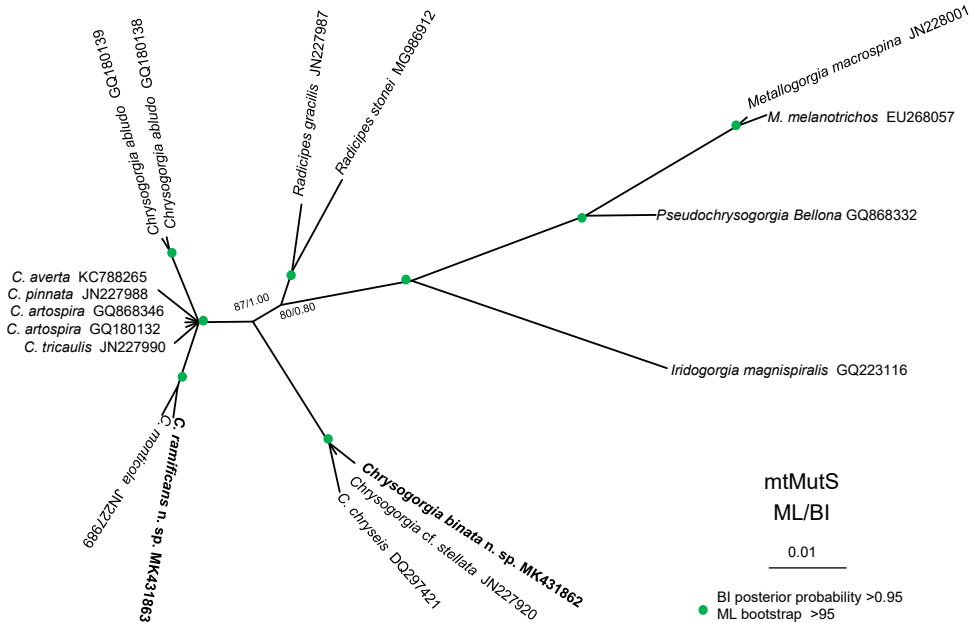 Chrysogorgia abludo GQ180139
Chrysogorgia abludo GQ180138
Radicipes gracilis JN227987
Radicipes stonei MG986912
Metallogorgia macrospina JN228001
M. melanotrichos EU268057
Pseudochrysogorgia Bellona GQ868332
C. averta KC788265
C. pinnata JN227988
C. artospira GQ868346
C. artospira GQ180132
C. tricaulis JN227990
87/1.00
80/0.80
Iridogorgia magnispiralis GQ223116
C. monticola JN227989
C. ramificans n. sp. MK431863
Chrysogorgia binata n. sp. MK431862
Chrysogorgia cf. stellata JN227920
C. chryseis DQ297421
mtMutS
ML/BI
0.01
BI posterior probability >0.95
ML bootstrap >95